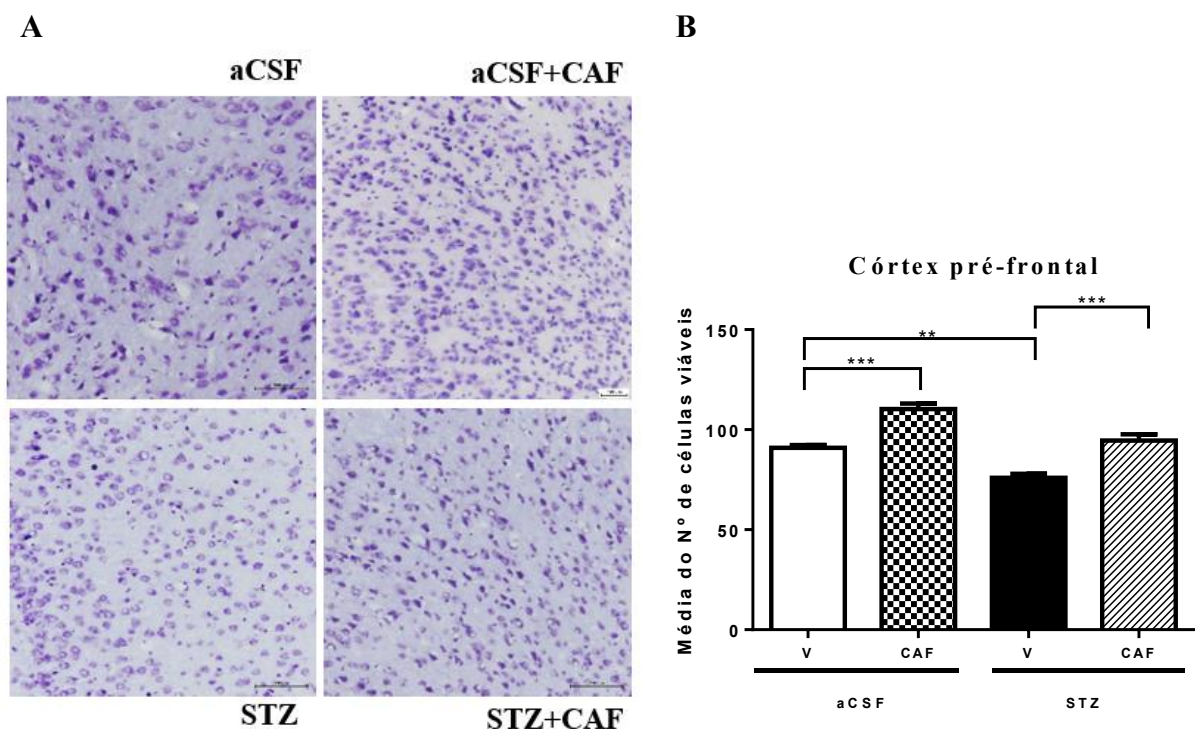 A
B
aCSF
aCSF+CAF
STZ
STZ+CAF
Córtex pré-frontal
Média do Nº de células viáveis
150
100
50
0
**
***
***
V
CAF
V
CAF
aCSF
STZ